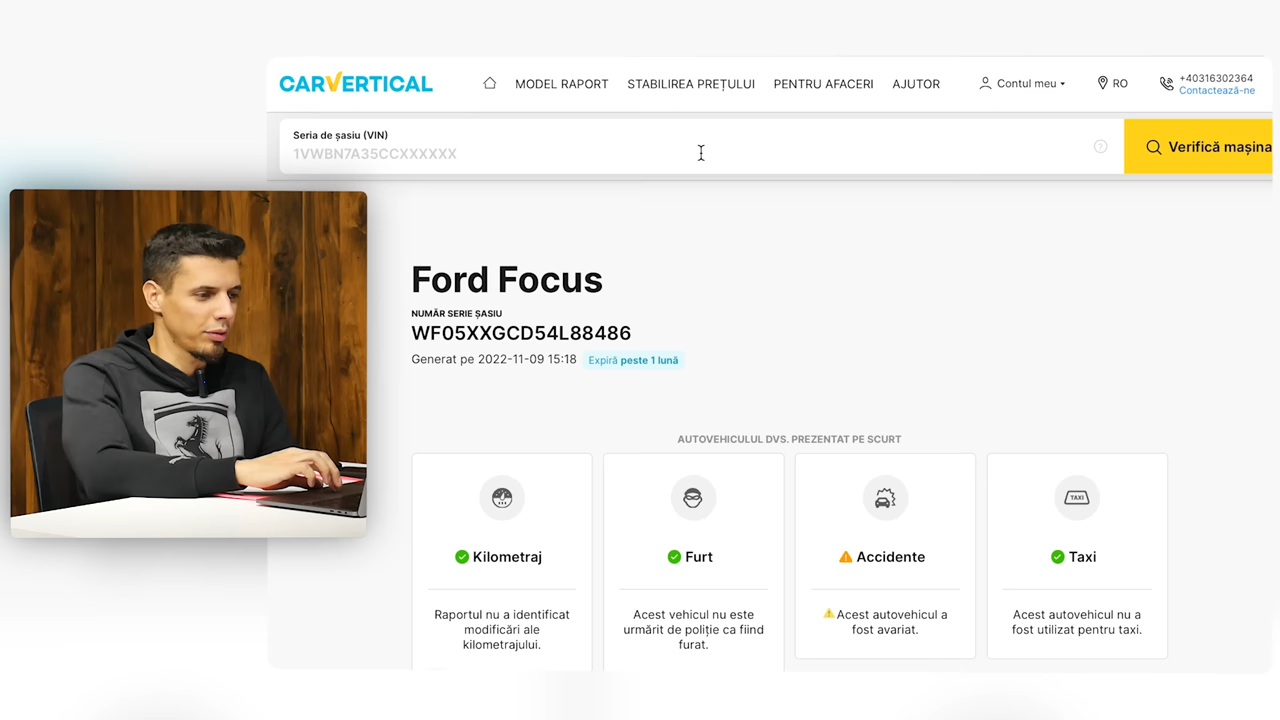 CARVERTICAL
MODEL RAPORT
STABILIREA PREȚULUI
PENTRU AFACERI
AJUTOR
Contul meu
RO
+40316302364
Contactează-ne
Seria de șasiu (VIN)
1VWBN7A35CCXXXXXX
Verifică mașina
Ford Focus
NUMĂR SERIE ȘASIU
WF05XXGCD54L88486
Generat pe 2022-11-09 15:18 Expiră peste 1 lună
AUTOVEHICULUL DVS. PREZENTAT PE SCURT
Kilometraj
Raportul nu a identificat
modificări ale
kilometrajului.
Furt
Acest vehicul nu este
urmărit de poliție ca fiind
furat.
Accidente
Acest autovehicul a
fost avariat.
TAXI
Taxi
Acest autovehicul nu a
fost utilizat pentru taxi.